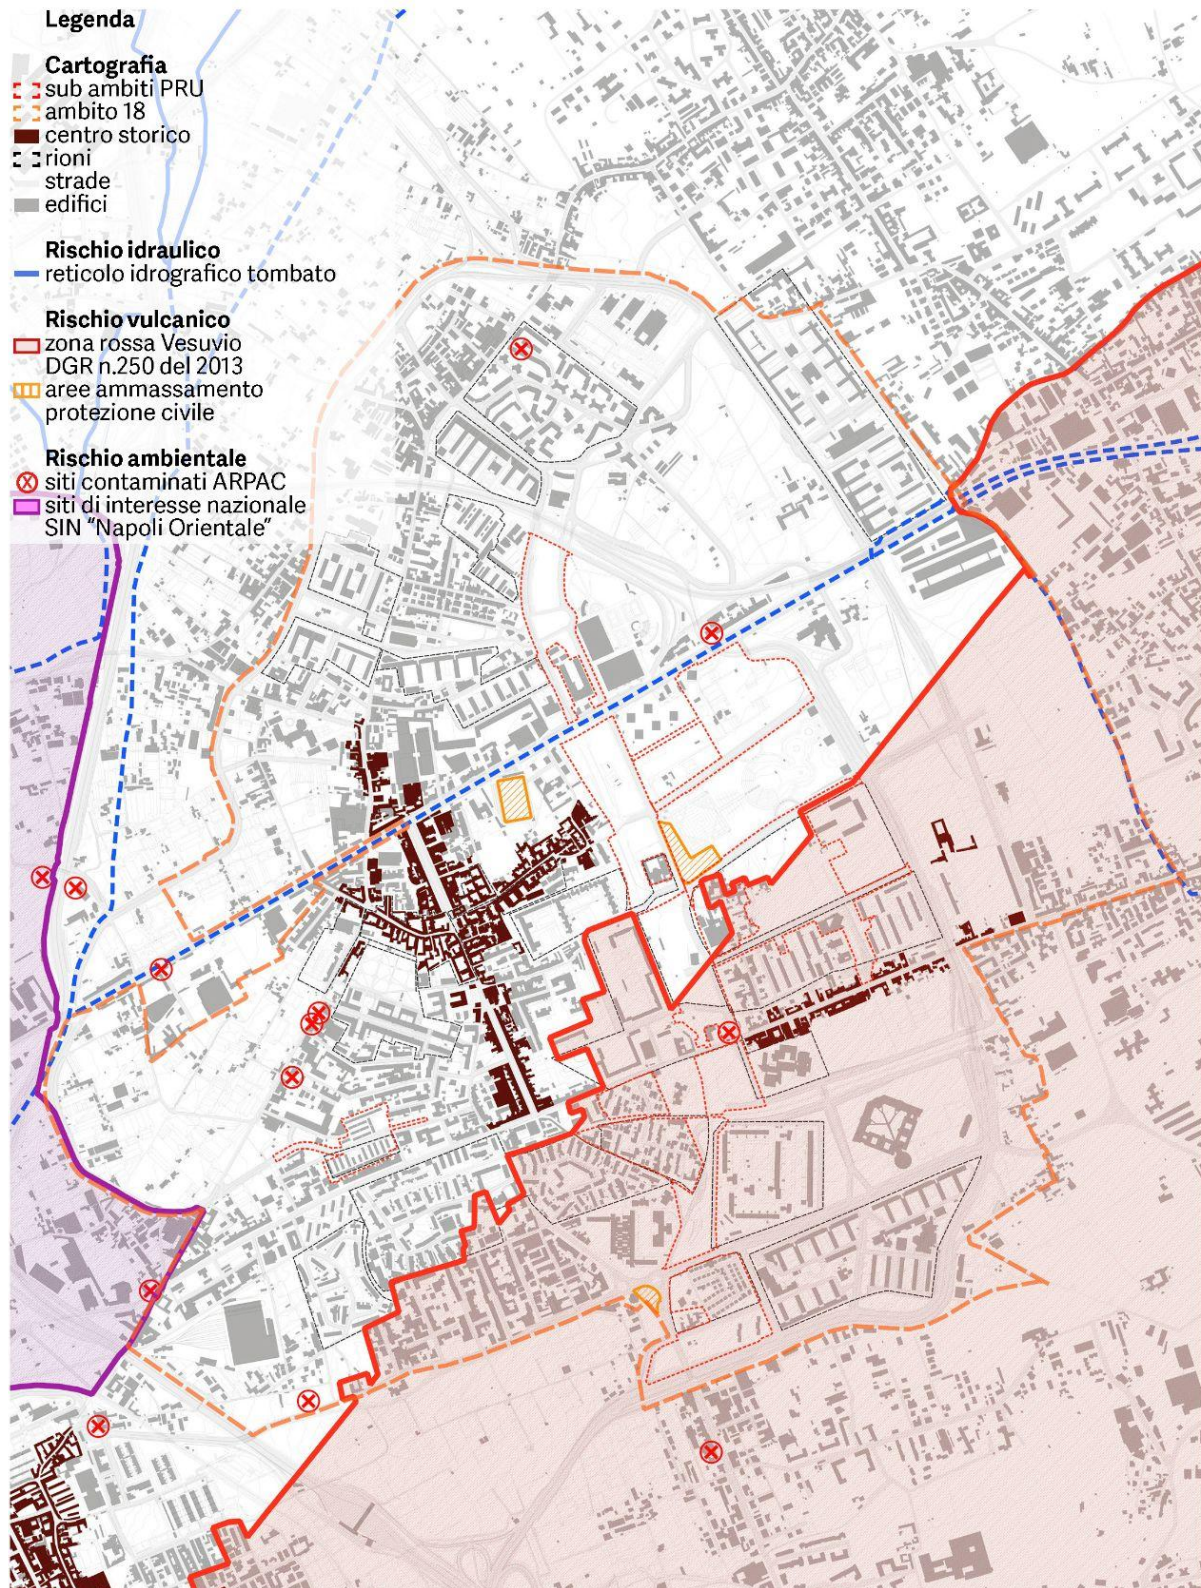 Legenda
Cartografia
sub ambiti PRU
ambito 18
centro storico
rioni
strade
edifici
Rischio idraulico
reticolo idrografico tombato
Rischio vulcanico
zona rossa Vesuvio
DGR n.250 del 2013
aree ammassamento
protezione civile
Rischio ambientale
siti contaminati ARPAC
siti di interesse nazionale
SIN "Napoli Orientale"